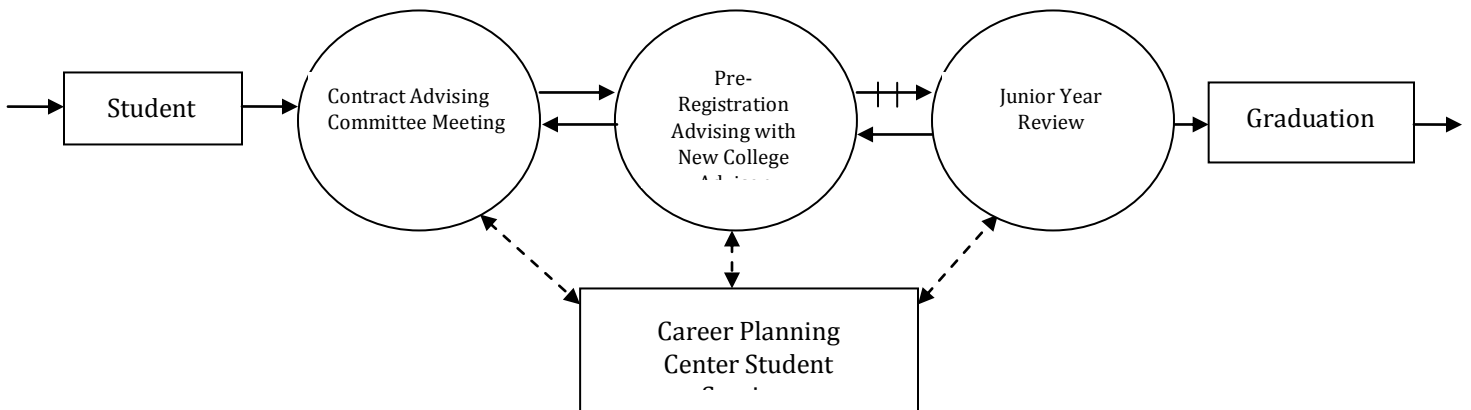 Student
Contract Advising
Committee Meeting
Pre-
Registration
Advising with
New College
Junior Year
Review
Graduation
Career Planning
Center Student